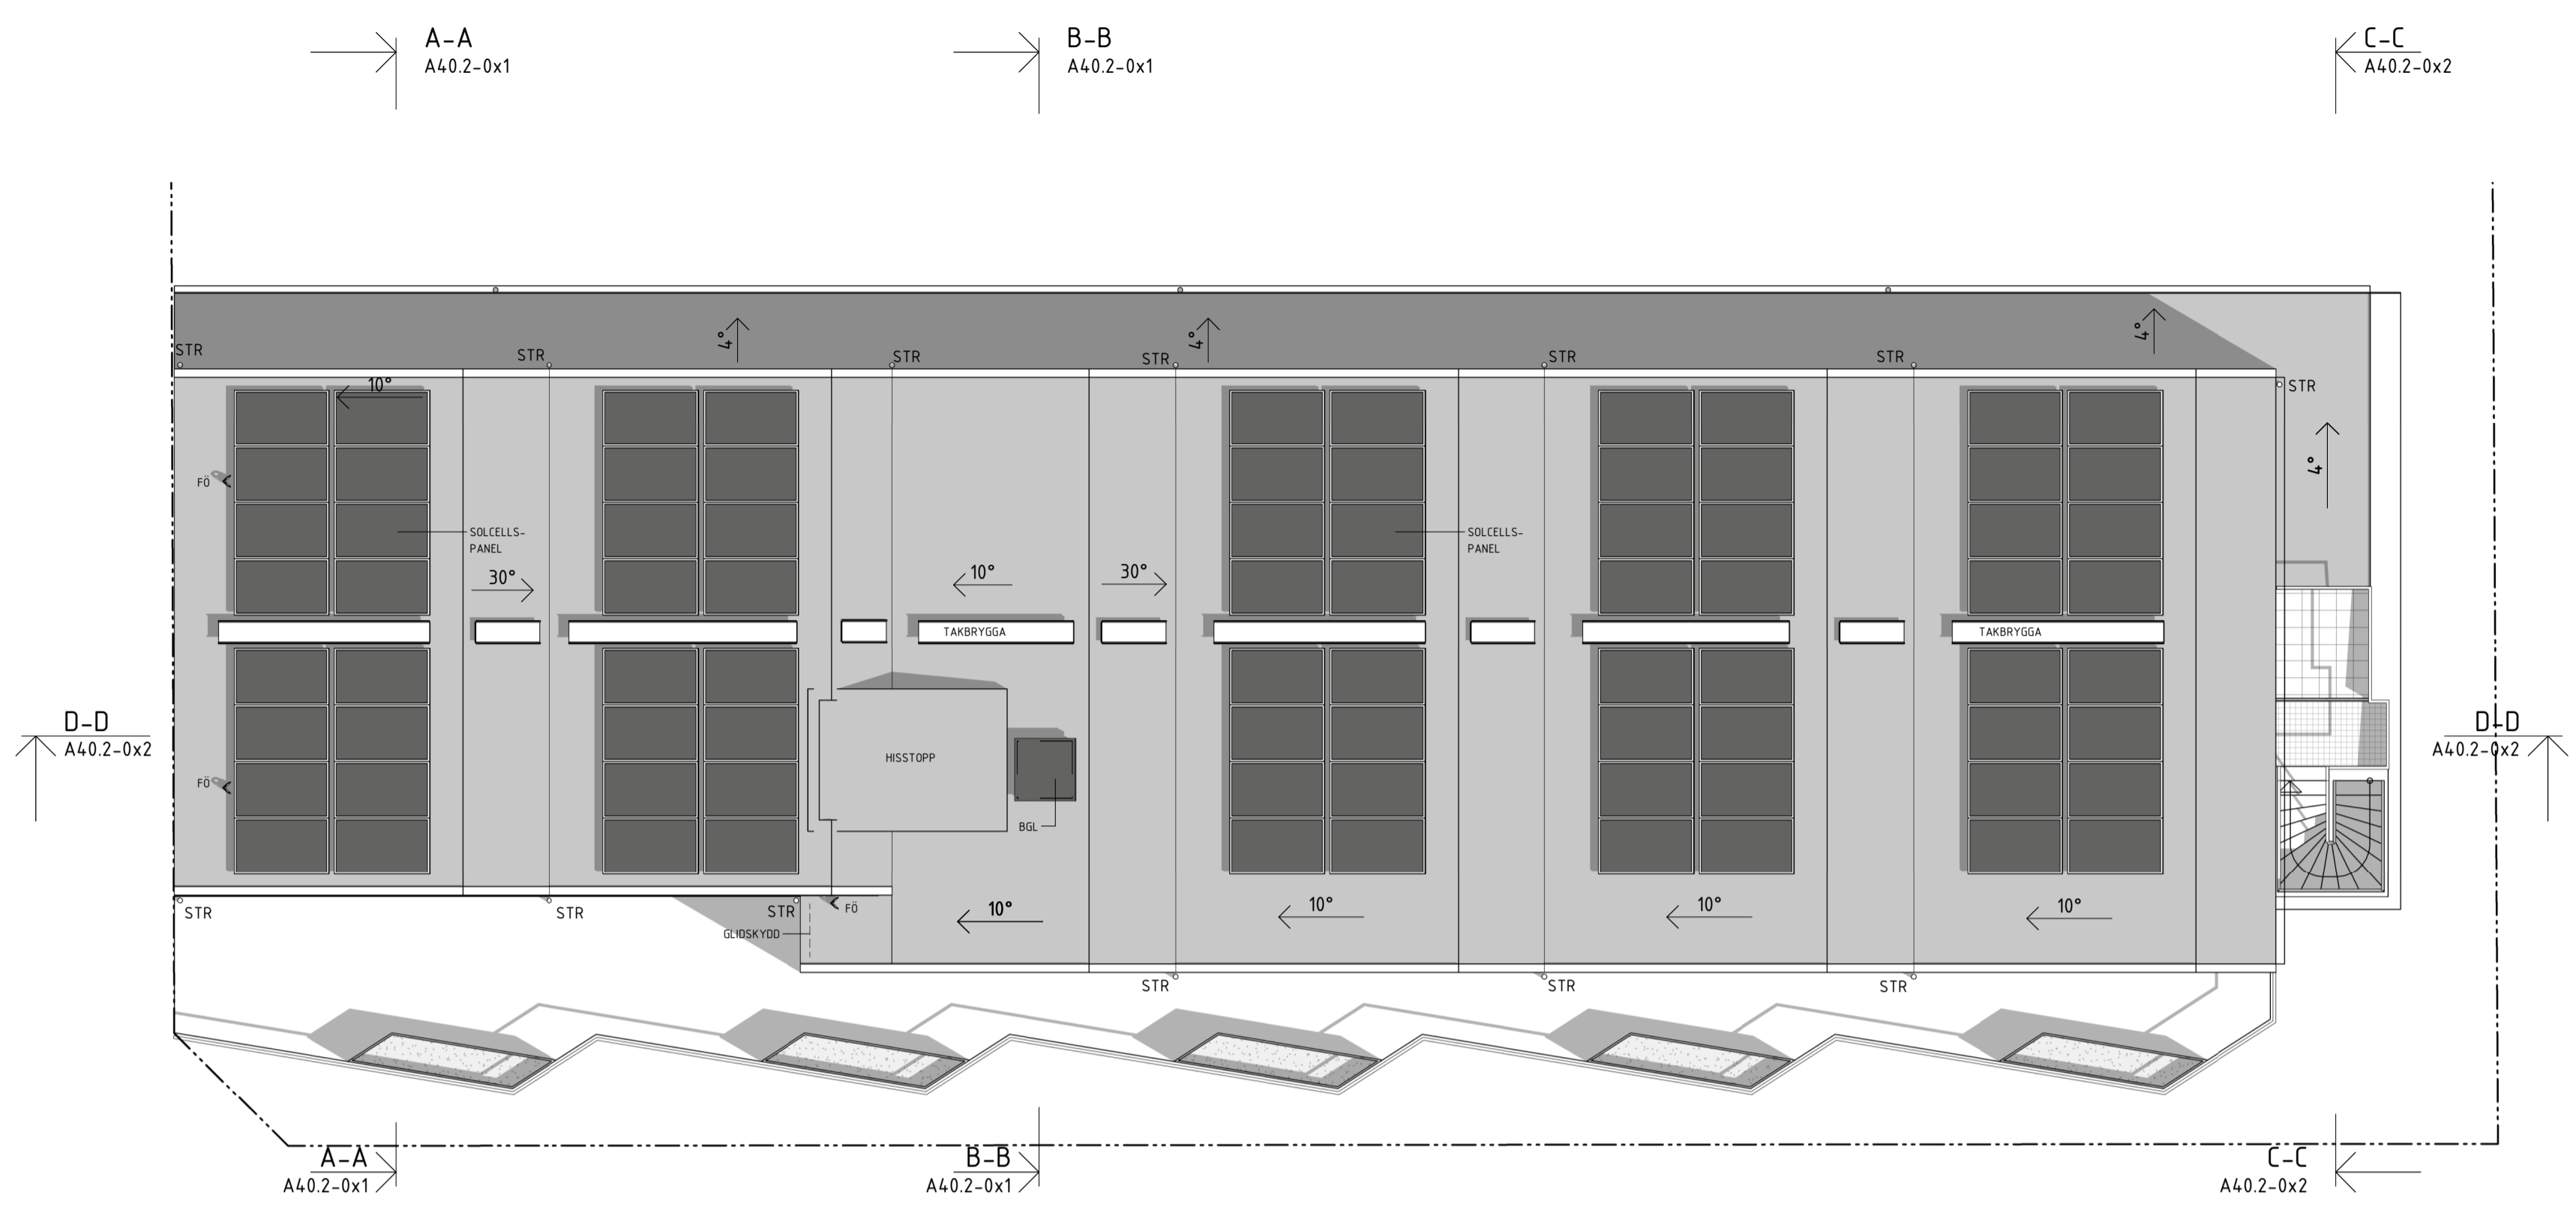 A-A
A40.2-0x1
B-B
A40.2-0x1
C-C
A40.2-0x2
4°
4°
4°
STR
STR
STR
STR
STR
STR
STR
10°
4°
FÖ
SOLCELLS-
PANEL
SOLCELLS-
PANEL
30°
10°
30°
TAKBRYGGA
TAKBRYGGA
D-D
A40.2-0x2
D-D
A40.2-0x2
HISSTOPP
FÖ
BGL
STR
STR
STR
FÖ
10°
10°
10°
10°
GLIDSKYDD
STR
STR
STR
A-A
A40.2-0x1
B-B
A40.2-0x1
C-C
A40.2-0x2